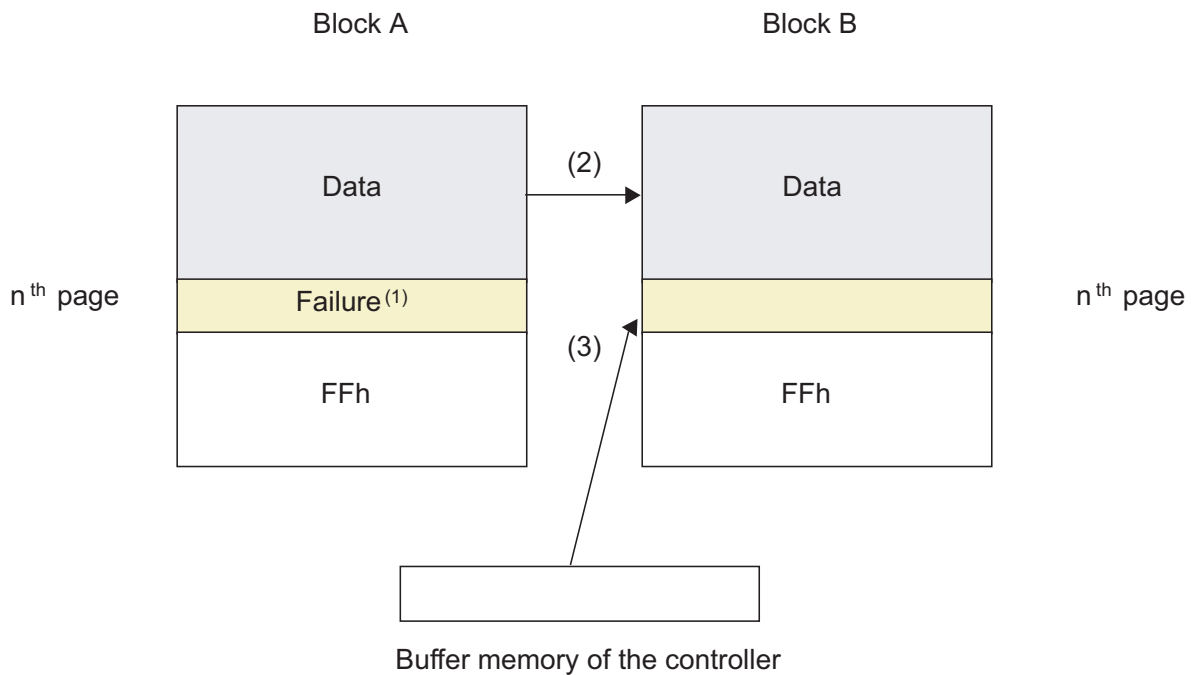 Block A
Block B
(2)
Data
Data
n th page
Failure (1)
n th page
(3)
FFh
FFh
Buffer memory of the controller